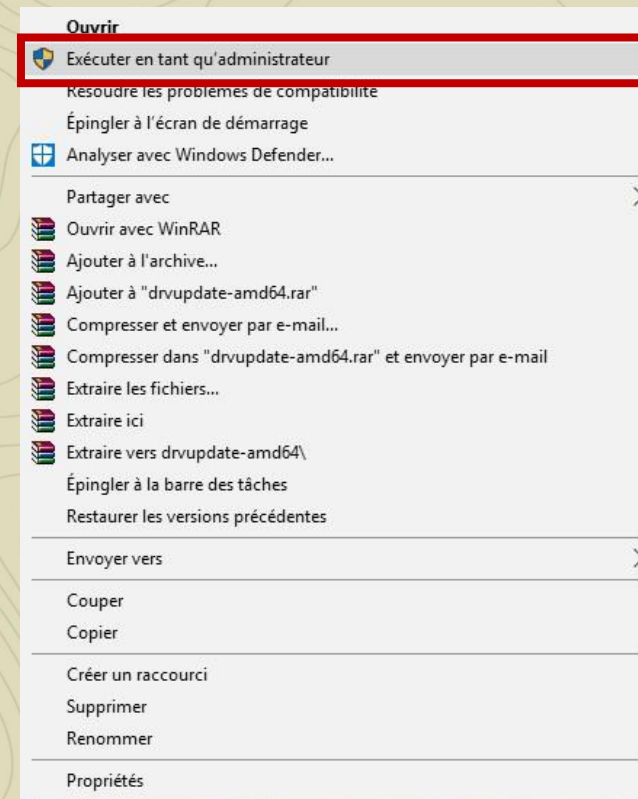 Ouvrir
Exécuter en tant qu'administrateur
Résoudre les problèmes de compatibilité
Épingler à l'écran de démarrage
Analyser avec Windows Defender...
Partager avec
Ouvrir avec WinRAR
Ajouter à l'archive...
Ajouter à "drvupdate-amd64.rar"
Compresser et envoyer par e-mail...
Compresser dans "drvupdate-amd64.rar" et envoyer par e-mail
Extraire les fichiers...
Extraire ici
Extraire vers drvupdate-amd64\
Épingler à la barre des tâches
Restaurer les versions précédentes
Envoyer vers
Couper
Copier
Créer un raccourci
Supprimer
Renommer
Propriétés